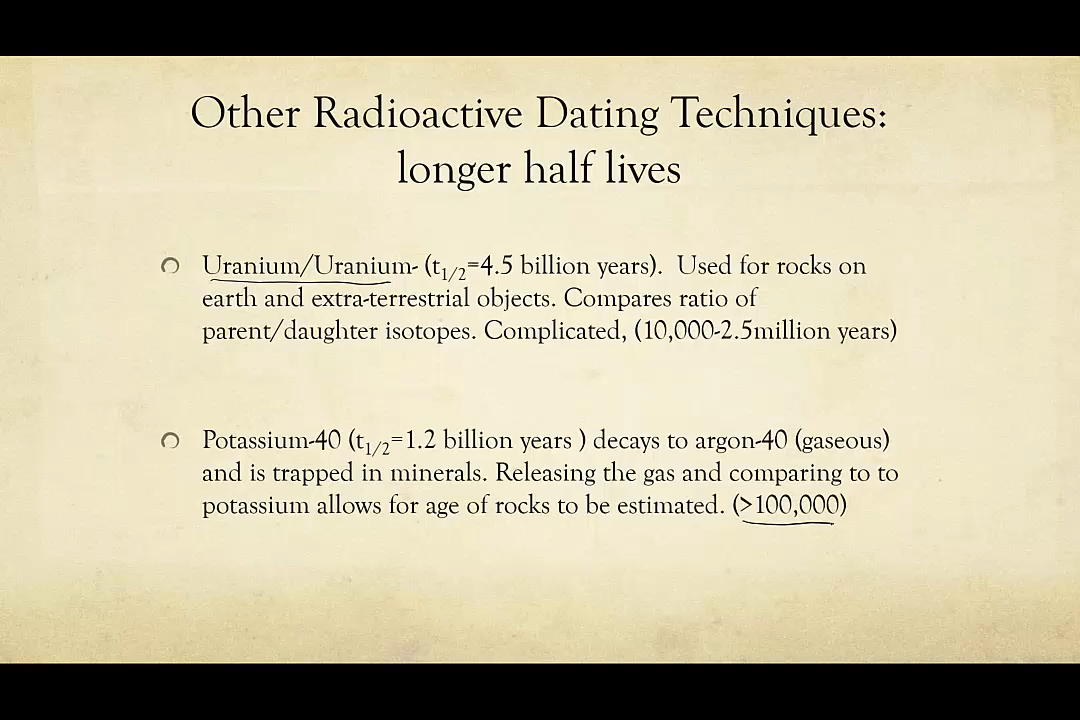 Other Radioactive Dating Techniques:
longer half lives
Uranium/Uranium- (t1/2=4.5 billion years). Used for rocks on
earth and extra-terrestrial objects. Compares ratio of
parent/daughter isotopes. Complicated, (10,000-2.5million years)
Potassium-40 (t1/2=1.2 billion years ) decays to argon-40 (gaseous)
and is trapped in minerals. Releasing the gas and comparing to to
potassium allows for age of rocks to be estimated. (>100,000)